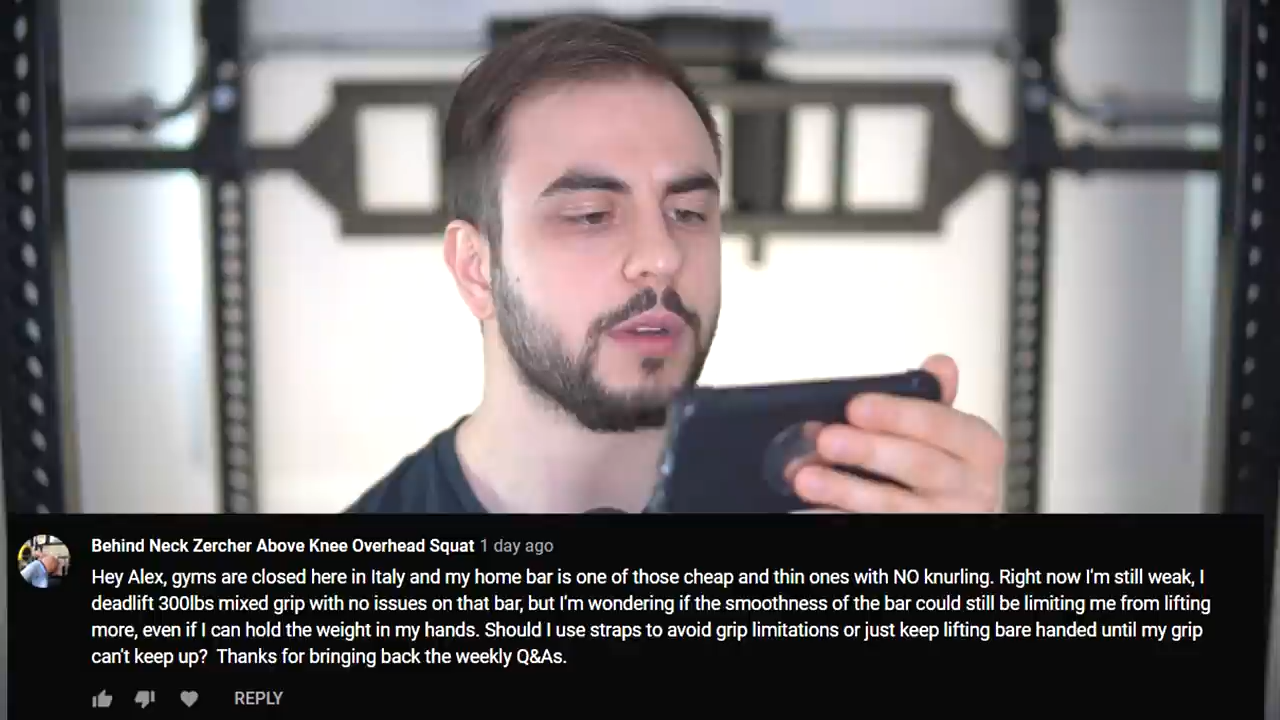 Behind Neck Zercher Above Knee Overhead Squat 1 day ago
Hey Alex, gyms are closed here in Italy and my home bar is one of those cheap and thin ones with NO knurling. Right now I'm still weak, I
deadlift 300lbs mixed grip with no issues on that bar, but I'm wondering if the smoothness of the bar could still be limiting me from lifting
more, even if I can hold the weight in my hands. Should I use straps to avoid grip limitations or just keep lifting bare handed until my grip
can't keep up?  Thanks for bringing back the weekly Q&As.
REPLY